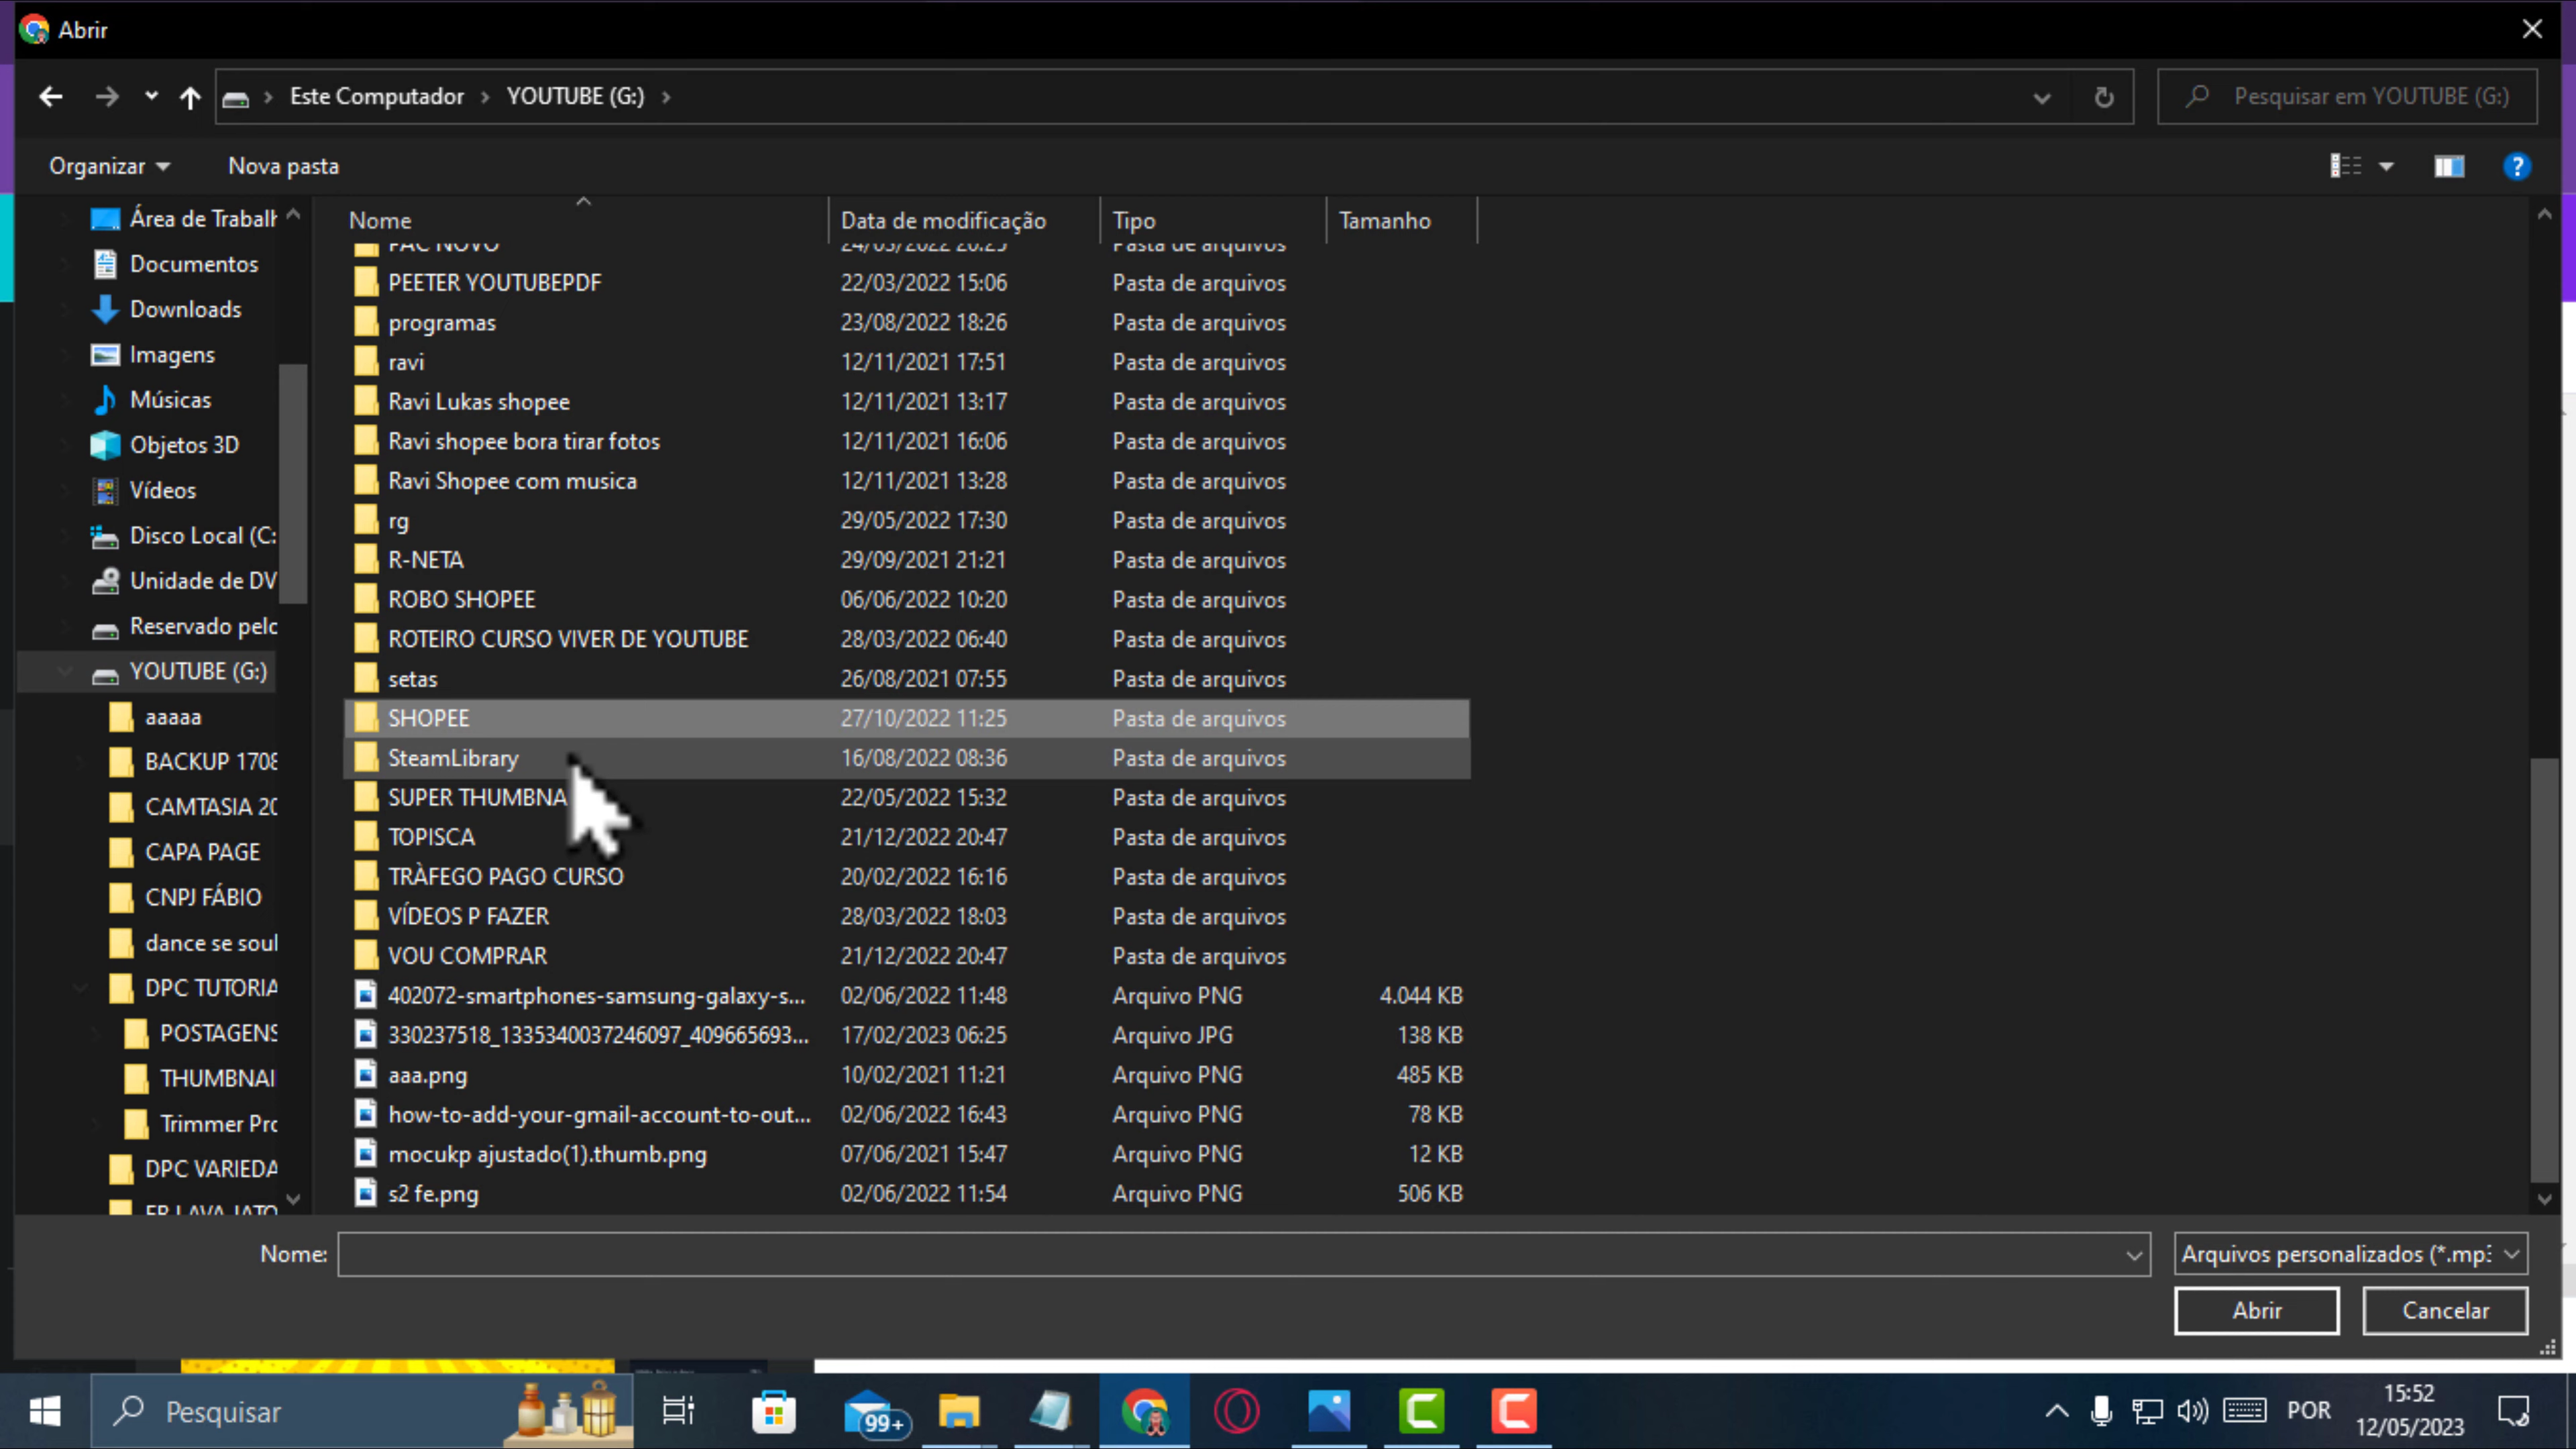 Abrir
Este Computador > YOUTUBE (G:) >
Pesquisar em YOUTUBE (G:)
Organizar
Nova pasta
Nome
Data de modificação
Tipo
Tamanho
Área de Trabalh
Documentos
Downloads
Imagens
Músicas
Objetos 3D
Vídeos
Disco Local (C:
Unidade de DV
Reservado pelo
YOUTUBE (G:)
aaaaa
BACKUP 1708
CAMTASIA 20
CAPA PAGE
CNPJ FÁBIO
dance se soul
DPC TUTORIA
POSTAGENS
THUMBNAI
Trimmer Pro
DPC VARIEDA
PAC NOVO 24/03/2022 20:25 Pasta de arquivos
PEETER YOUTUBEPDF 22/03/2022 15:06 Pasta de arquivos
programas 23/08/2022 18:26 Pasta de arquivos
ravi 12/11/2021 17:51 Pasta de arquivos
Ravi Lukas shopee 12/11/2021 13:17 Pasta de arquivos
Ravi shopee bora tirar fotos 12/11/2021 16:06 Pasta de arquivos
Ravi Shopee com musica 12/11/2021 13:28 Pasta de arquivos
rg 29/05/2022 17:30 Pasta de arquivos
R-NETA 29/09/2021 21:21 Pasta de arquivos
ROBO SHOPEE 06/06/2022 10:20 Pasta de arquivos
ROTEIRO CURSO VIVER DE YOUTUBE 28/03/2022 06:40 Pasta de arquivos
setas 26/08/2021 07:55 Pasta de arquivos
SHOPEE 27/10/2022 11:25 Pasta de arquivos
SteamLibrary 16/08/2022 08:36 Pasta de arquivos
SUPER THUMBNA 22/05/2022 15:32 Pasta de arquivos
TOPISCA 21/12/2022 20:47 Pasta de arquivos
TRÀFEGO PAGO CURSO 20/02/2022 16:16 Pasta de arquivos
VÍDEOS P FAZER 28/03/2022 18:03 Pasta de arquivos
VOU COMPRAR 21/12/2022 20:47 Pasta de arquivos
402072-smartphones-samsung-galaxy-s... 02/06/2022 11:48 Arquivo PNG 4.044 KB
330237518_1335340037246097_409665693... 17/02/2023 06:25 Arquivo JPG 138 KB
aaa.png 10/02/2021 11:21 Arquivo PNG 485 KB
how-to-add-your-gmail-account-to-out... 02/06/2022 16:43 Arquivo PNG 78 KB
mocukp ajustado(1).thumb.png 07/06/2021 15:47 Arquivo PNG 12 KB
s2 fe.png 02/06/2022 11:54 Arquivo PNG 506 KB
Nome:
Arquivos personalizados (*.mp3
Abrir
Cancelar
Pesquisar
99+
POR
15:52
12/05/2023